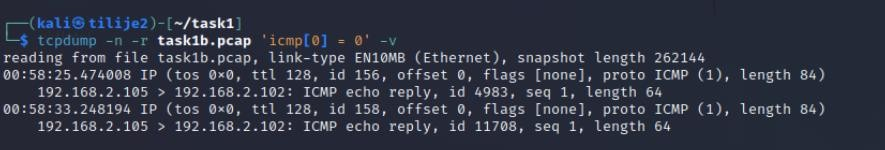 (kali㉿tilije2)-[~/task1]
$ tcpdump -n -r task1b.pcap 'icmp[0] = 0' -v
reading from file task1b.pcap, link-type EN10MB (Ethernet), snapshot length 262144
00:58:25.474008 IP (tos 0×0, ttl 128, id 156, offset 0, flags [none], proto ICMP (1), length 84)
192.168.2.105 > 192.168.2.102: ICMP echo reply, id 4983, seq 1, length 64
00:58:33.248194 IP (tos 0×0, ttl 128, id 158, offset 0, flags [none], proto ICMP (1), length 84)
192.168.2.105 > 192.168.2.102: ICMP echo reply, id 11708, seq 1, length 64